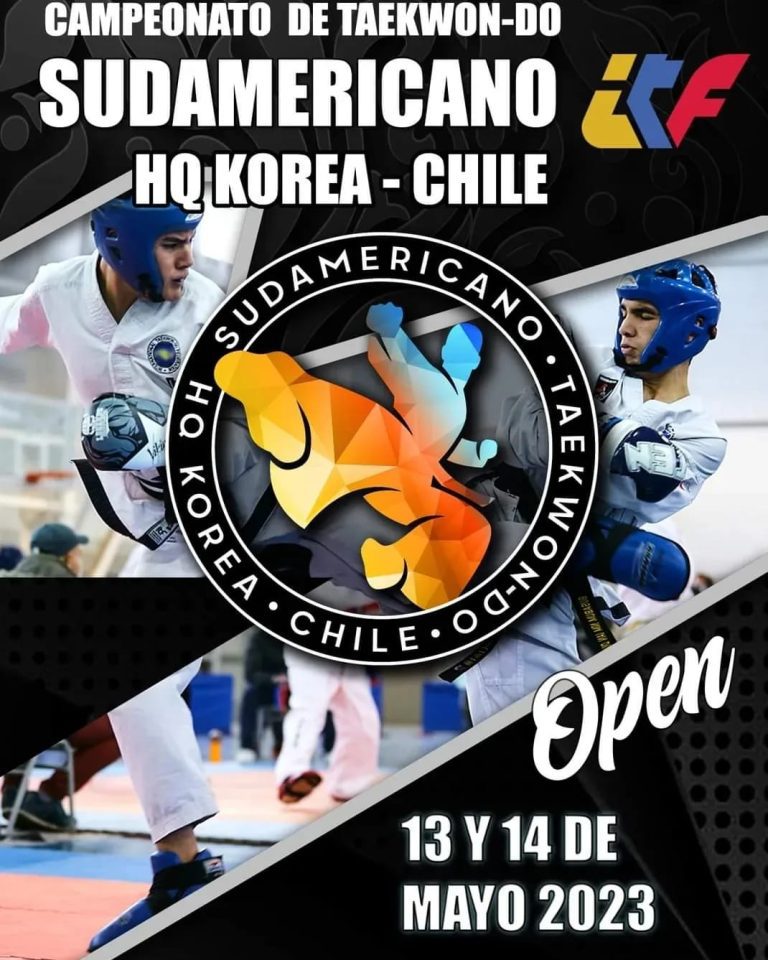 CAMPEONATO DE TAEKWON-DO
SUDAMERICANO
HQ KOREA - CHILE
itF
SUDAMERICANO • TAEKWON-DO • CHILE • HQ KOREA
Open
13 Y 14 DE
MAYO 2023